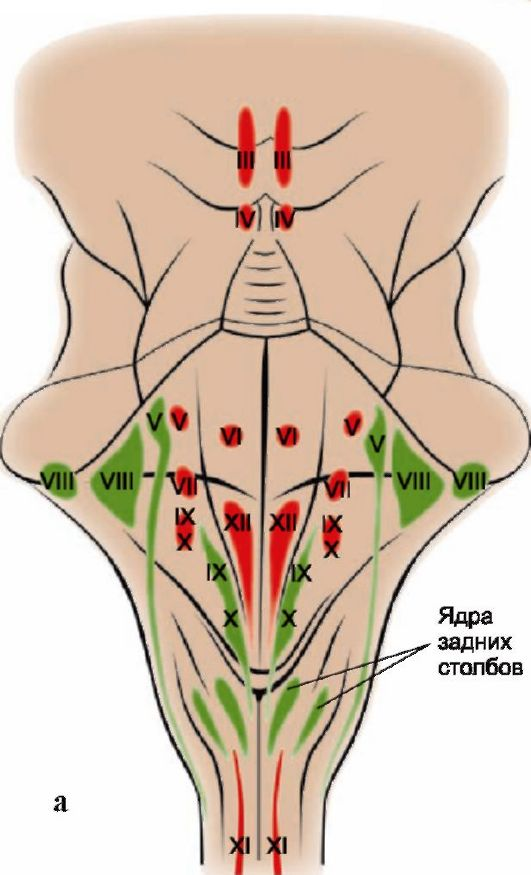 III III
IV IV
V V V V
VI VI
VIII VIII VII VII VIII VIII
XII XII
IX IX
X X
IX IX
X X
Ядра
задних
столбов
а
XI XI